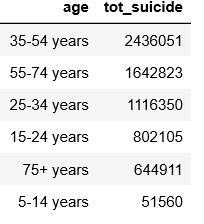 age tot_suicide
35-54 years 2436051
55-74 years 1642823
25-34 years 1116350
15-24 years 802105
75+ years 644911
5-14 years 51560